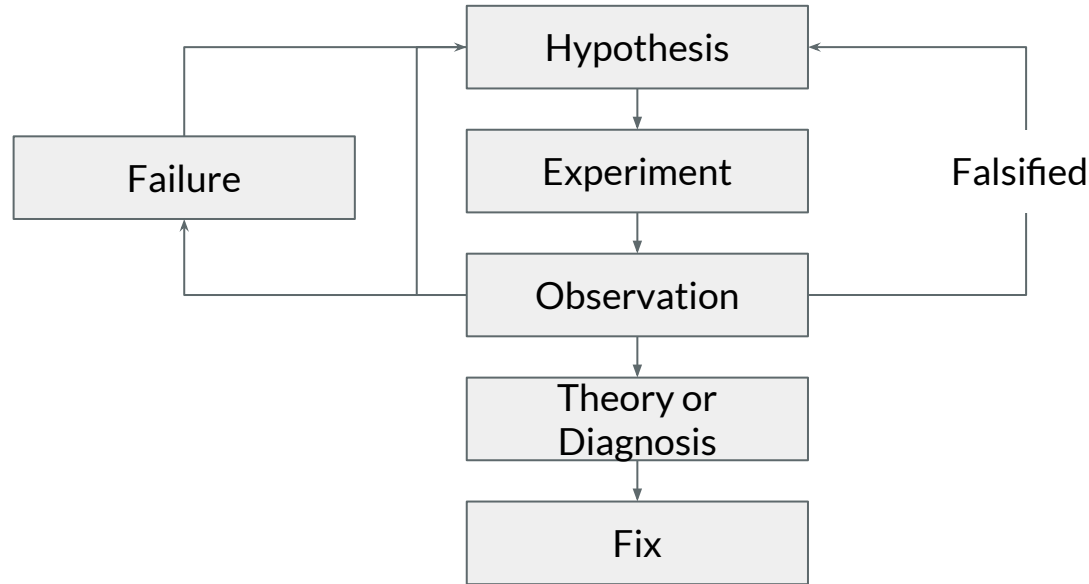 Hypothesis
Failure
Experiment
Falsified
Observation
Theory or
Diagnosis
Fix